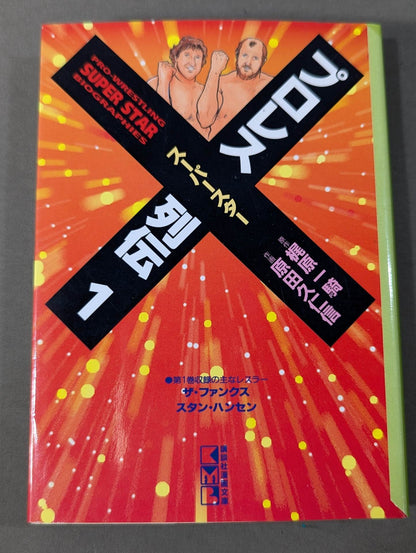 プロレス
スーパースター
列伝
1
PRO-WRESTLING
SUPER STAR
BIOGRAPHIES
原作 梶原一騎
作画 原田久仁信
●第1巻収録の主なレスラー
ザ・ファンクス
スタン・ハンセン
KMB
講談社漫画文庫